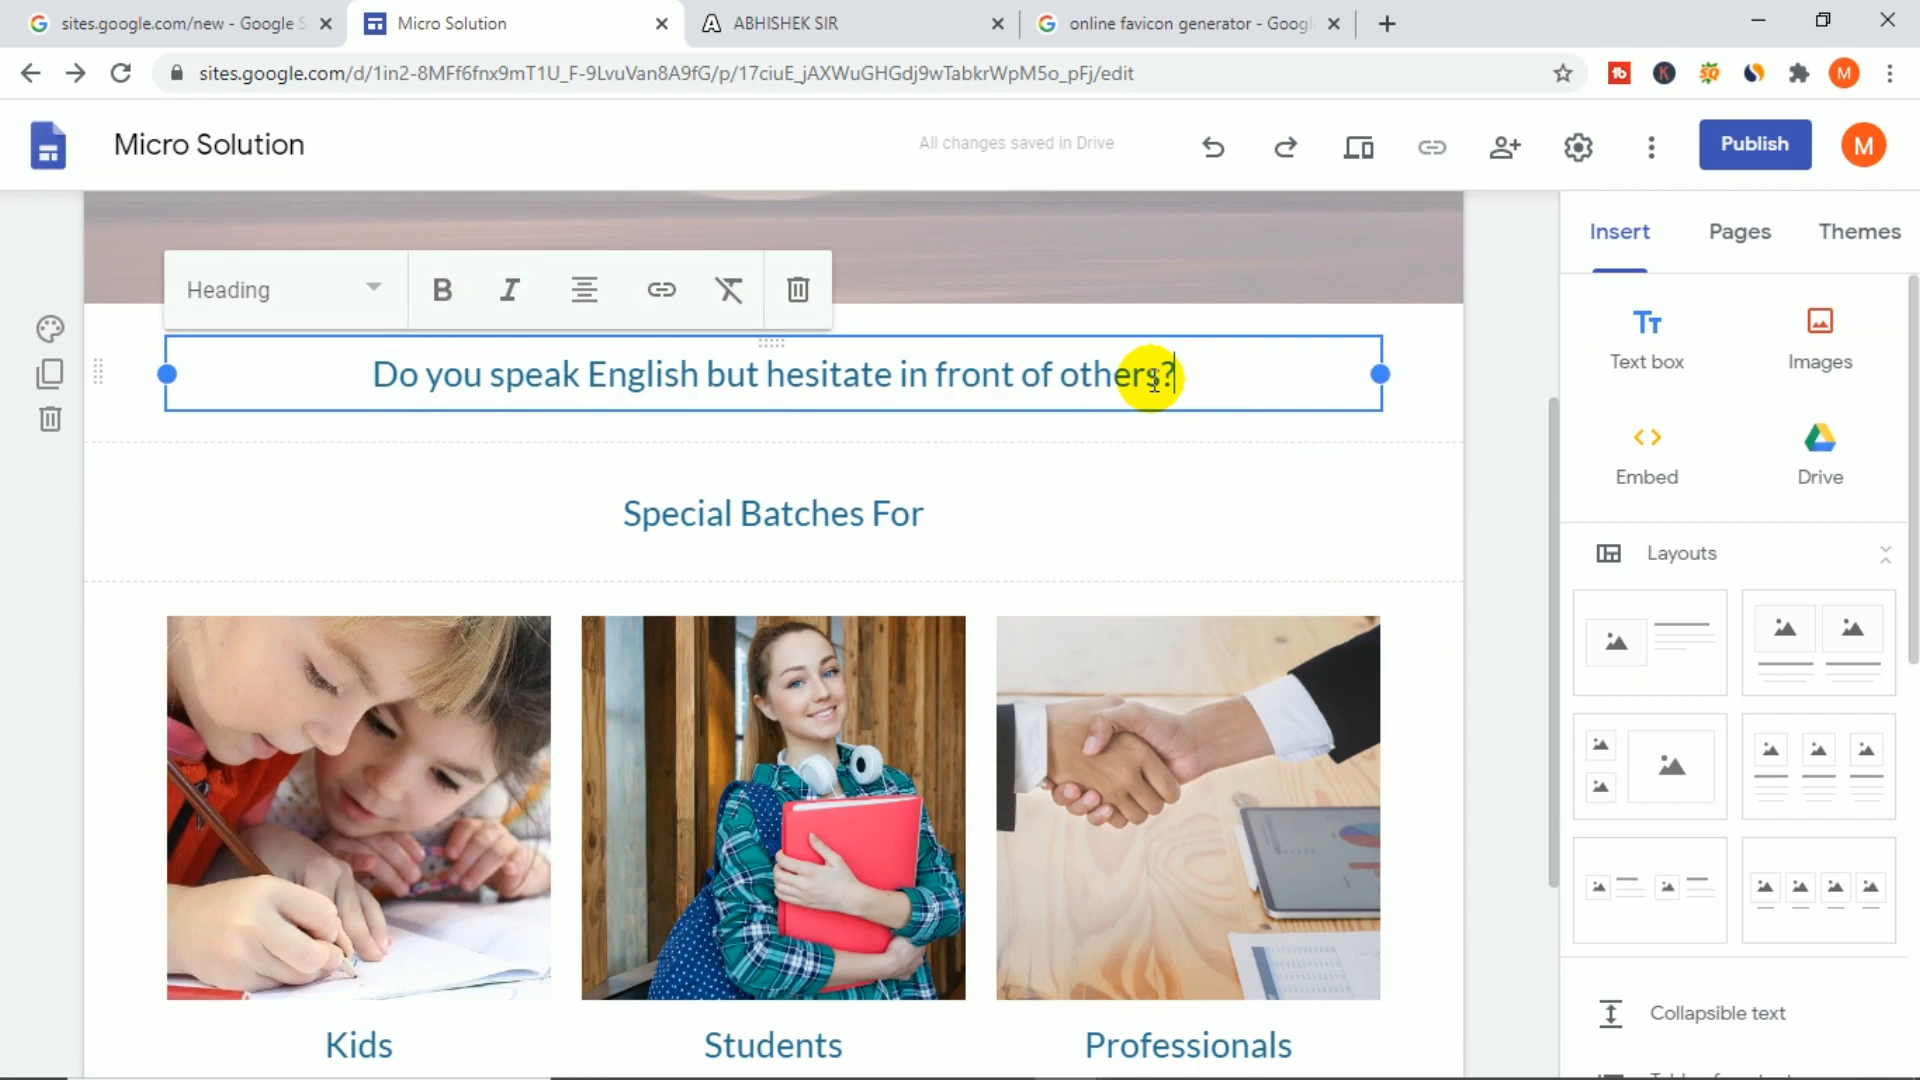 sites.google.com/new - Google S
Micro Solution
ABHISHEK SIR
online favicon generator - Googl
sites.google.com/d/1in2-8MFf6fnx9mT1U_F-9LvuVan8A9fG/p/17ciuE_jAXWuGHGdj9wTabkrWpM5o_pFj/edit
M
Micro Solution
All changes saved in Drive
Publish
M
Insert
Pages
Themes
Heading
Text box
Images
Do you speak English but hesitate in front of others?
Embed
Drive
Special Batches For
Layouts
Collapsible text
Kids
Students
Professionals